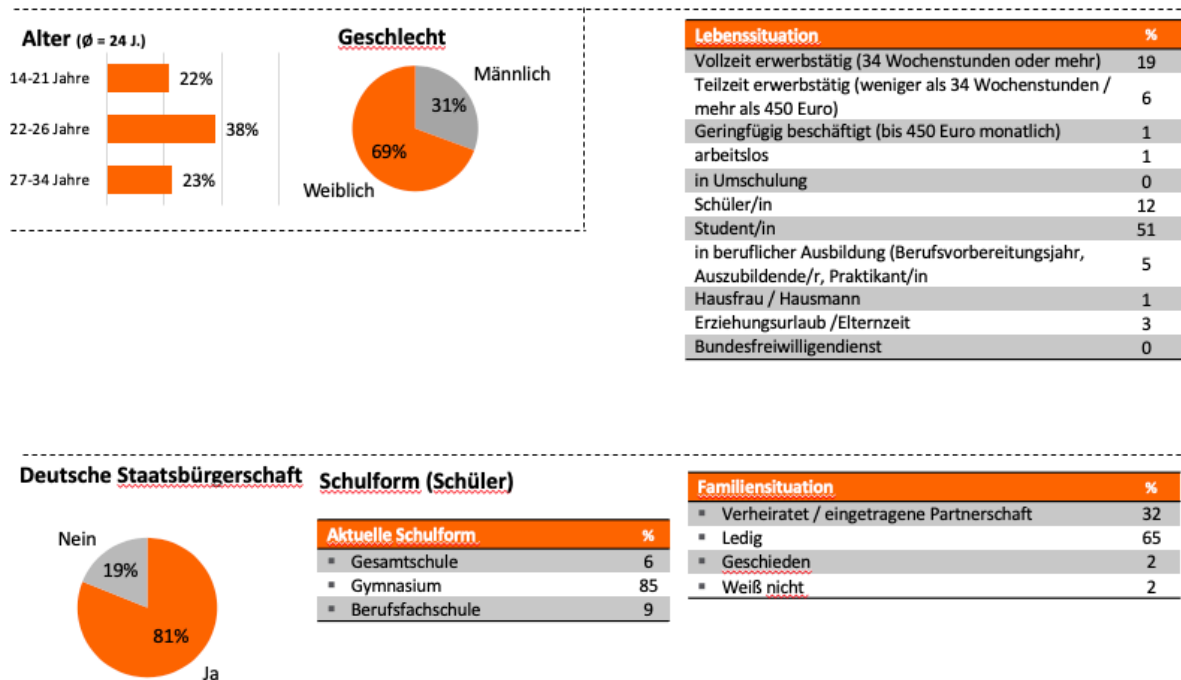 Alter (Ø = 24 J.)
14-21 Jahre 22%
22-26 Jahre 38%
27-34 Jahre 23%
Geschlecht
Männlich
31%
69%
Weiblich
Lebenssituation %
Vollzeit erwerbstätig (34 Wochenstunden oder mehr) 19
Teilzeit erwerbstätig (weniger als 34 Wochenstunden /
mehr als 450 Euro) 6
Geringfügig beschäftigt (bis 450 Euro monatlich) 1
arbeitslos 1
in Umschulung 0
Schüler/in 12
Student/in 51
in beruflicher Ausbildung (Berufsvorbereitungsjahr,
Auszubildende/r, Praktikant/in 5
Hausfrau / Hausmann 1
Erziehungsurlaub /Elternzeit 3
Bundesfreiwilligendienst 0
Deutsche Staatsbürgerschaft
Nein
19%
81%
Ja
Schulform (Schüler)
Aktuelle Schulform %
▪ Gesamtschule 6
▪ Gymnasium 85
▪ Berufsfachschule 9
Familiensituation %
▪ Verheiratet / eingetragene Partnerschaft 32
▪ Ledig 65
▪ Geschieden 2
▪ Weiß nicht 2